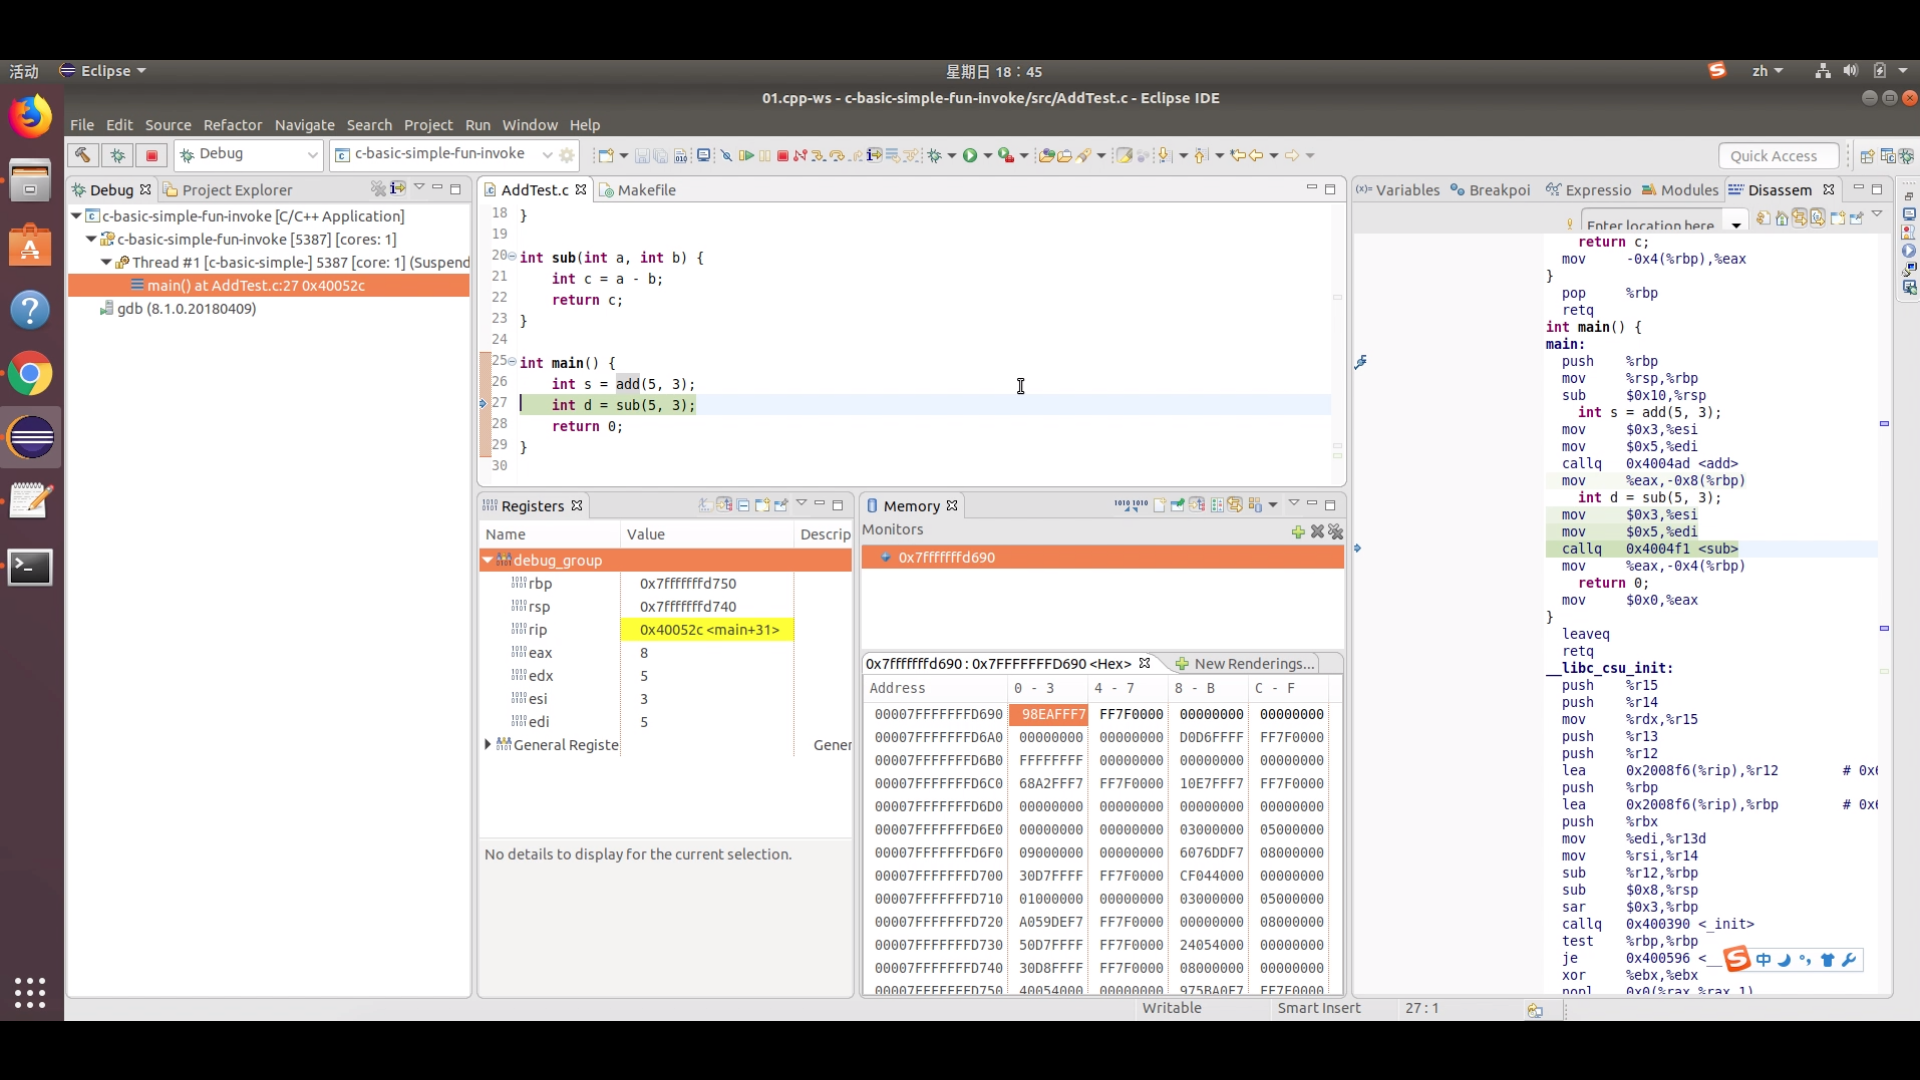 活动 Eclipse 星期日 18：45 zh
01.cpp-ws - c-basic-simple-fun-invoke/src/AddTest.c - Eclipse IDE
File Edit Source Refactor Navigate Search Project Run Window Help
Debug c-basic-simple-fun-invoke Quick Access
Debug Project Explorer
c-basic-simple-fun-invoke [C/C++ Application]
c-basic-simple-fun-invoke [5387] [cores: 1]
Thread #1 [c-basic-simple-] 5387 [core: 1] (Suspend
main() at AddTest.c:27 0x40052c
gdb (8.1.0.20180409)
AddTest.c Makefile
18 }
19
20 int sub(int a, int b) {
21 int c = a - b;
22 return c;
23 }
24
25 int main() {
26 int s = add(5, 3);
27 int d = sub(5, 3);
28 return 0;
29 }
30
Registers
Name Value Descrip
debug_group
rbp 0x7fffffffd750
rsp 0x7fffffffd740
rip 0x40052c <main+31>
eax 8
edx 5
esi 3
edi 5
General Registe Gener
No details to display for the current selection.
Memory
Monitors
0x7fffffffd690
0x7fffffffd690 : 0x7FFFFFFFD690 <Hex> New Renderings...
Address 0 - 3 4 - 7 8 - B C - F
00007FFFFFFFD690 98EAFFF7 FF7F0000 00000000 00000000
00007FFFFFFFD6A0 00000000 00000000 D0D6FFFF FF7F0000
00007FFFFFFFD6B0 FFFFFFFF 00000000 00000000 00000000
00007FFFFFFFD6C0 68A2FFF7 FF7F0000 10E7FFF7 FF7F0000
00007FFFFFFFD6D0 00000000 00000000 00000000 00000000
00007FFFFFFFD6E0 00000000 00000000 03000000 05000000
00007FFFFFFFD6F0 09000000 00000000 6076DDF7 08000000
00007FFFFFFFD700 30D7FFFF FF7F0000 CF044000 00000000
00007FFFFFFFD710 01000000 00000000 03000000 05000000
00007FFFFFFFD720 A059DEF7 FF7F0000 00000000 08000000
00007FFFFFFFD730 50D7FFFF FF7F0000 24054000 00000000
00007FFFFFFFD740 30D8FFFF FF7F0000 08000000 00000000
00007FFFFFFFD750 40054000 00000000 975BA0F7 FF7F0000
(x)= Variables Breakpoi Expressio Modules Disassem
Enter location here
return c;
mov -0x4(%rbp),%eax
}
pop %rbp
retq
int main() {
main:
push %rbp
mov %rsp,%rbp
sub $0x10,%rsp
int s = add(5, 3);
mov $0x3,%esi
mov $0x5,%edi
callq 0x4004ad <add>
mov %eax,-0x8(%rbp)
int d = sub(5, 3);
mov $0x3,%esi
mov $0x5,%edi
callq 0x4004f1 <sub>
mov %eax,-0x4(%rbp)
return 0;
mov $0x0,%eax
}
leaveq
retq
__libc_csu_init:
push %r15
push %r14
mov %rdx,%r15
push %r13
push %r12
lea 0x2008f6(%rip),%r12 # 0x6
push %rbp
lea 0x2008f6(%rip),%rbp # 0x6
push %rbx
mov %edi,%r13d
mov %rsi,%r14
sub %r12,%rbp
sub $0x8,%rsp
sar $0x3,%rbp
callq 0x400390 <_init>
test %rbp,%rbp
je 0x400596 <__
xor %ebx,%ebx
nopl 0x0(%rax,%rax,1)
中
Writable Smart Insert 27 : 1